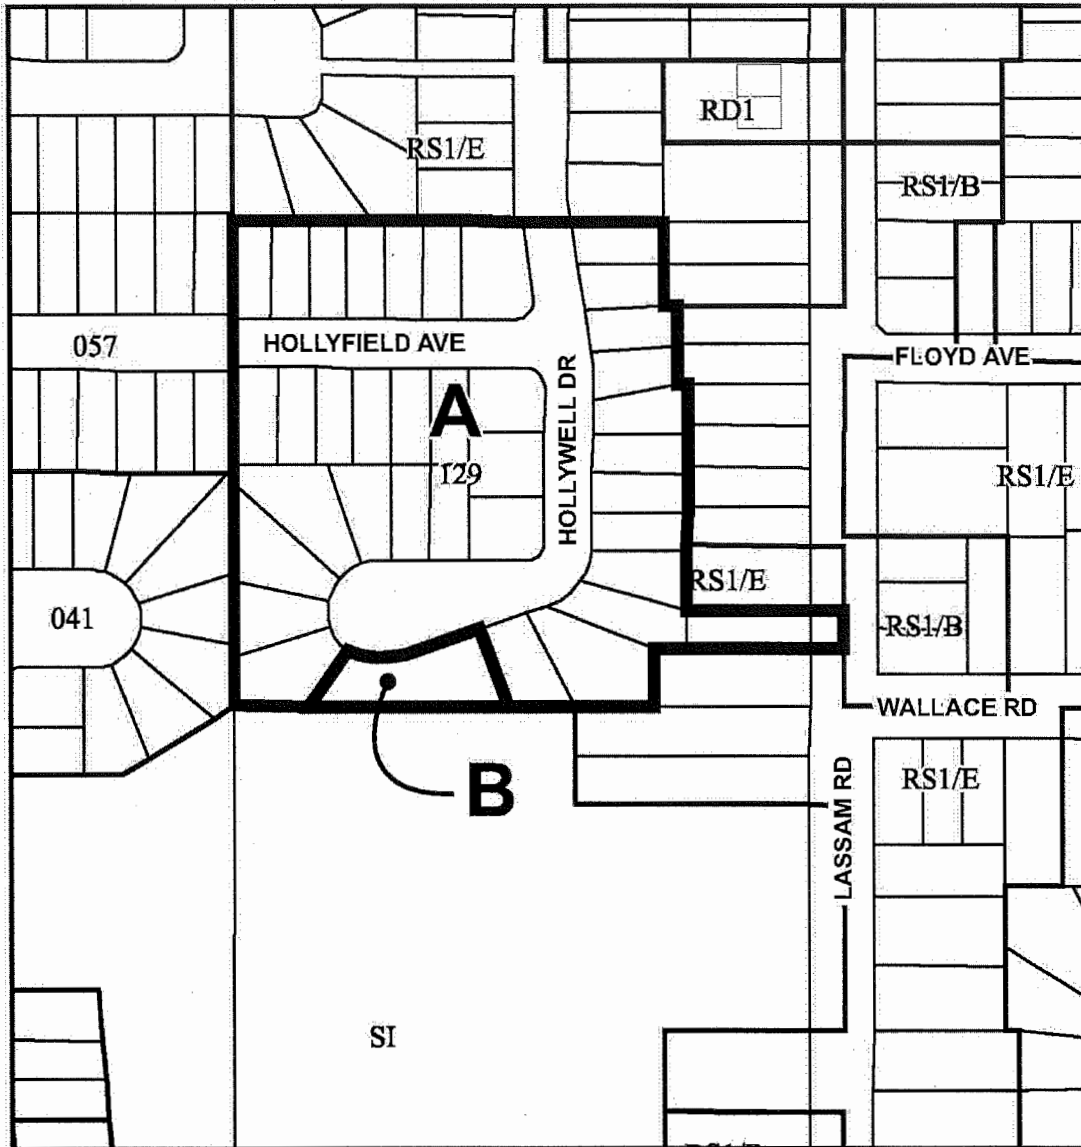 RD1
RS1/E
RS1/B
HOLLYFIELD AVE
057
FLOYD AVE
A
HOLLYWELL DR
129
RS1/E
RS1/E
041
RS1/B
WALLACE RD
B
RS1/E
LASSAM RD
SI